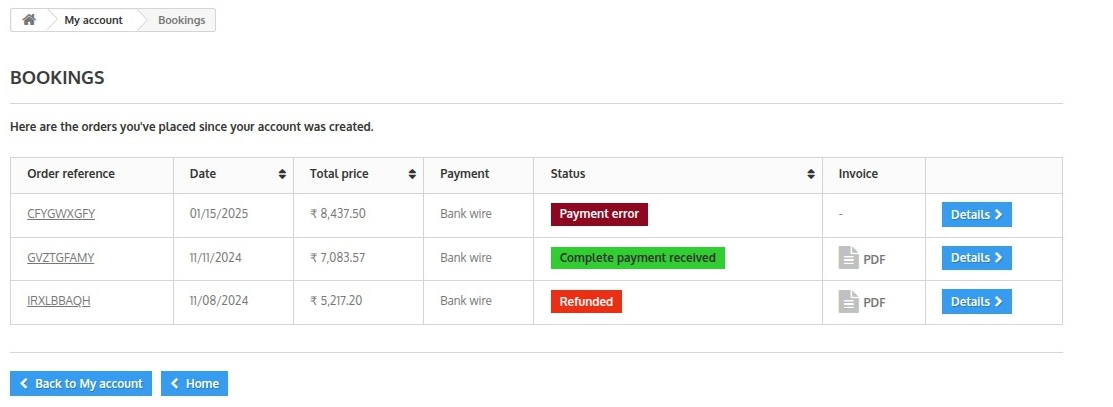 My account Bookings
BOOKINGS
Here are the orders you've placed since your account was created.
Order reference Date Total price Payment Status Invoice
CFYGWXGFY 01/15/2025 ₹ 8,437.50 Bank wire Payment error - Details
GVZTGFAMY 11/11/2024 ₹ 7,083.57 Bank wire Complete payment received PDF Details
IRXLBBAQH 11/08/2024 ₹ 5,217.20 Bank wire Refunded PDF Details
Back to My account Home